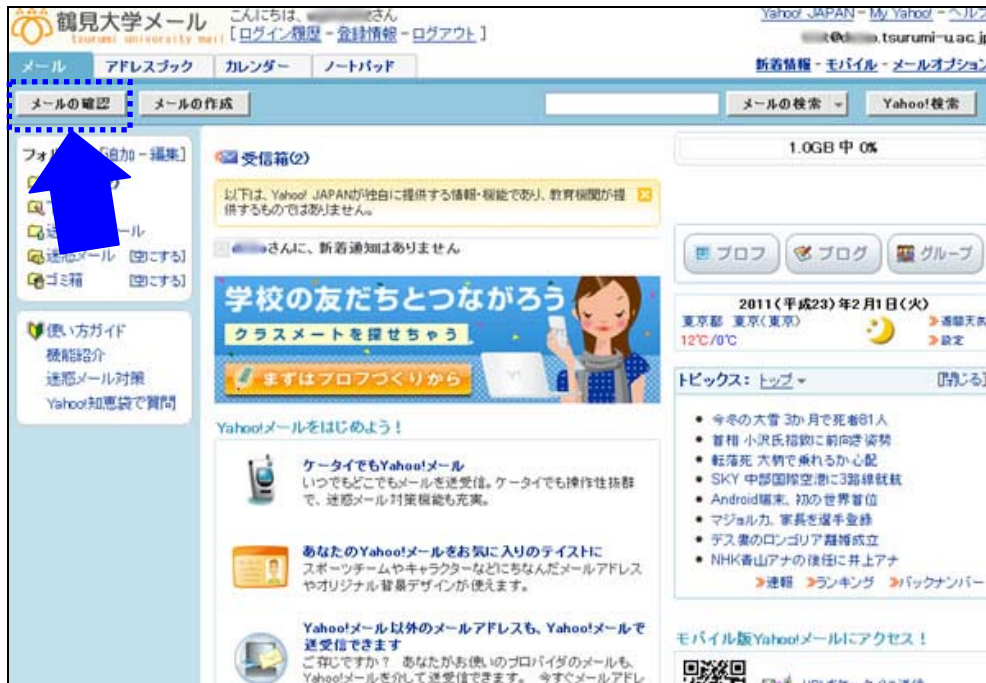 鶴見大学メール
tsurumi university mail
こんにちは、 さん
[ログイン履歴 - 登録情報 - ログアウト]
Yahoo! JAPAN - My Yahoo! - ヘルプ
.tsurumi-u.ac.jp
メール アドレスブック カレンダー ノートパッド
新着情報 - モバイル - メールオプション
メールの確認 メールの作成
メールの検索 Yahoo!検索
[追加 - 編集]
迷惑メール [空にする]
ゴミ箱 [空にする]
使い方ガイド
機能紹介
迷惑メール対策
Yahoo!知恵袋で質問
受信箱(2)
以下は、Yahoo! JAPANが独自に提供する情報・機能であり、教育機関が提
供するものではありません。
さんに、新着通知はありません
学校の友だちとつながろう
クラスメートを探せちゃう
まずはプロフづくりから
Yahoo!メールをはじめよう!
ケータイでもYahoo!メール
いつでもどこでもメールを送受信。ケータイでも操作性抜群
で、迷惑メール対策機能も充実。
あなたのYahoo!メールをお気に入りのテイストに
スポーツチームやキャラクターなどにちなんだメールアドレス
やオリジナル背景デザインが使えます。
Yahoo!メール以外のメールアドレスも、Yahoo!メールで
送受信できます
ご存じですか? あなたがお使いのプロバイダのメールも、
Yahoo!メールを介して送受信できます。 今すぐメールアドレ
1.0GB 中 0%
プロフ ブログ グループ
2011(平成23)年2月1日(火)
東京都 東京(東京)
12℃/0℃
週間天気
設定
トピックス: トップ [閉じる]
今冬の大雪 3か月で死者81人
首相 小沢氏招致に前向き姿勢
転落死 大柄で乗れるか心配
SKY 中部国際空港に3路線就航
Android端末、初の世界首位
マジョルカ、家長を選手登録
デス妻のロンゴリア離婚成立
NHK青山アナの後任に井上アナ
速報 ランキング バックナンバー
モバイル版Yahoo!メールにアクセス!